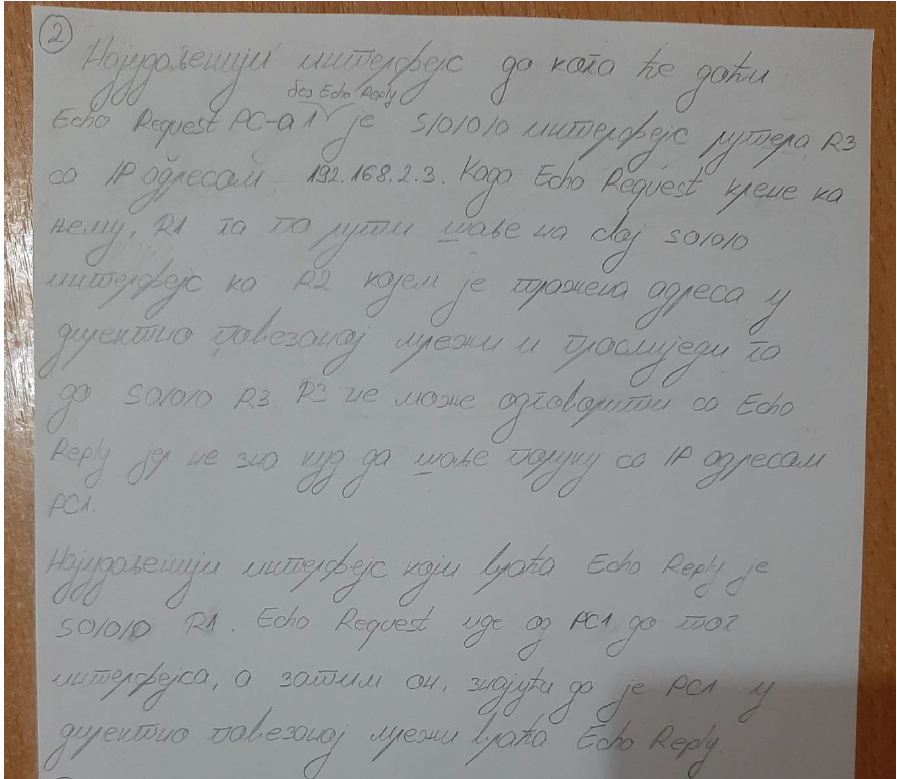 2
Најудаљенији интерфејс до кога ће доћи
без Echo Reply
Echo Request PC-a 1 је S/0/0/0 интерфејс рутера R3
са IP адресам 192.168.2.3. Када Echo Request крене ка
њему, R1 га по рути шаље на свој S0/0/0
интерфејс ка R2 којем је тражена адреса у
директно повезаној мрежи и прослиједи га
до S0/0/0 R3. R3 не може одговорити са Echo
Reply јер не зна куд да шаље поруку са IP адресам
PC1.
Најудаљенији интерфејс који враћа Echo Reply је
S0/0/0 R1. Echo Request иде од PC1 до тог
интерфејса, а затим он, знајући да је PC1 у
директно повезаној мрежи враћа Echo Reply.